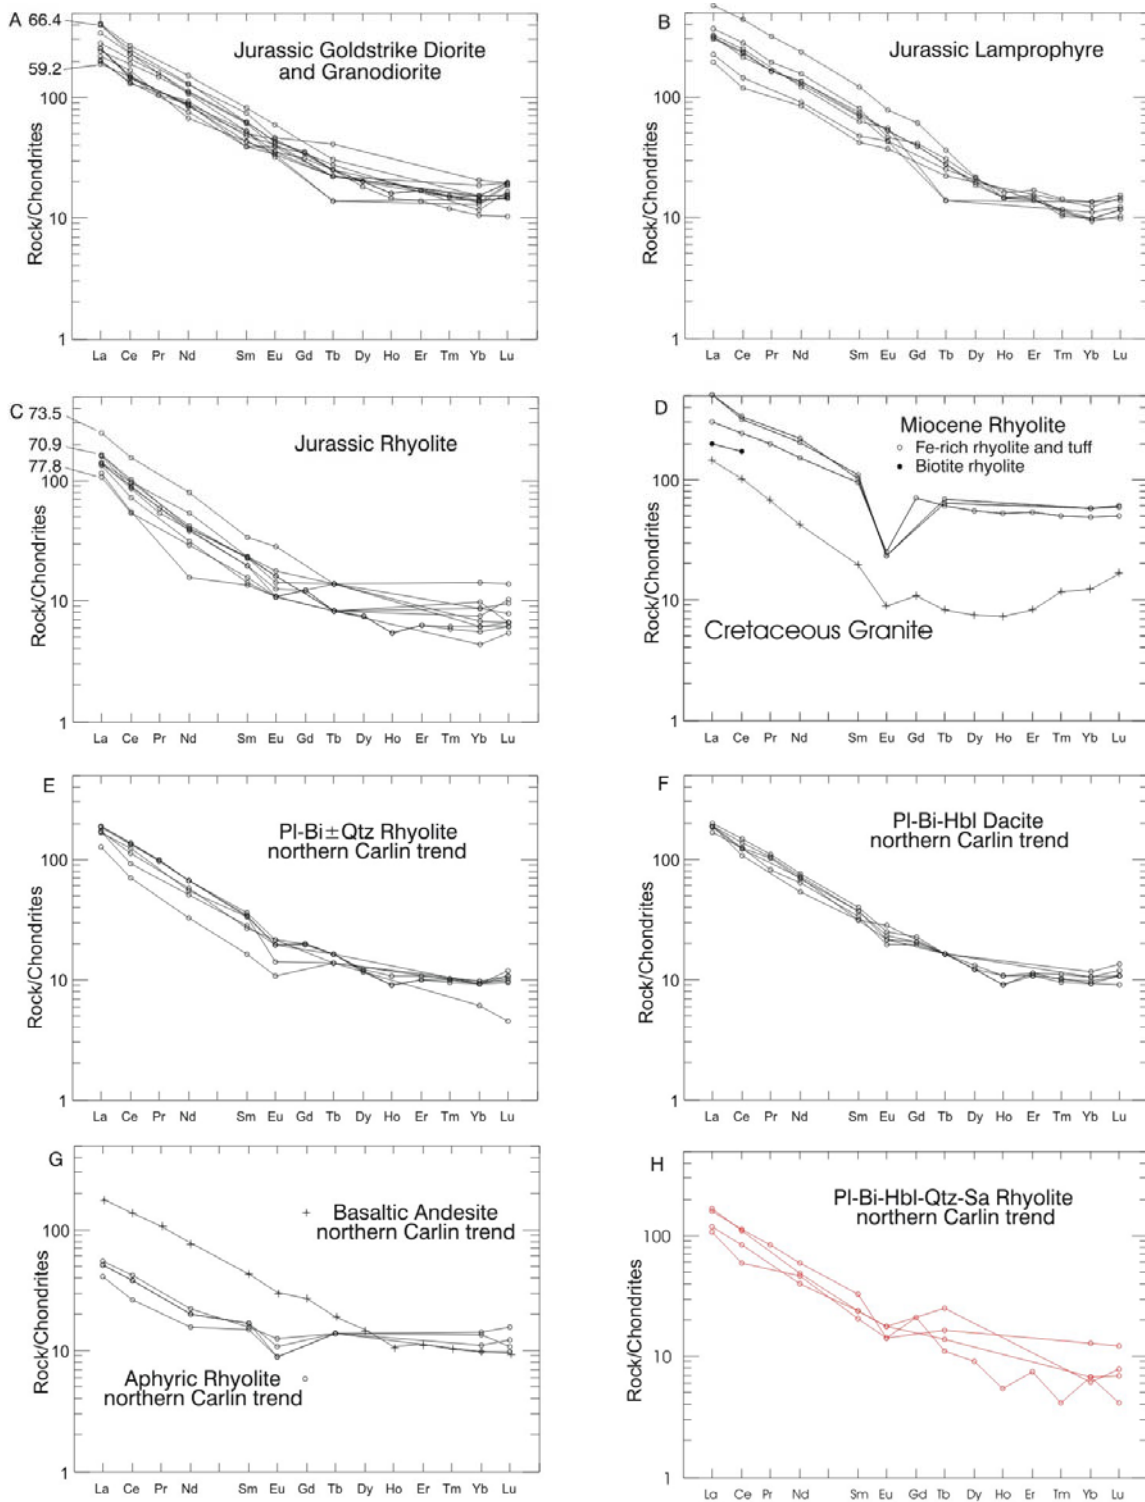 A
66.4
59.2
Jurassic Goldstrike Diorite
and Granodiorite
100
10
1
Rock/Chondrites
La Ce Pr Nd Sm Eu Gd Tb Dy Ho Er Tm Yb Lu
B
Jurassic Lamprophyre
100
10
1
Rock/Chondrites
La Ce Pr Nd Sm Eu Gd Tb Dy Ho Er Tm Yb Lu
C
73.5
70.9
77.8
Jurassic Rhyolite
100
10
1
Rock/Chondrites
La Ce Pr Nd Sm Eu Gd Tb Dy Ho Er Tm Yb Lu
D
Miocene Rhyolite
Fe-rich rhyolite and tuff
Biotite rhyolite
Cretaceous Granite
100
10
1
Rock/Chondrites
La Ce Pr Nd Sm Eu Gd Tb Dy Ho Er Tm Yb Lu
E
Pl-Bi±Qtz Rhyolite
northern Carlin trend
100
10
1
Rock/Chondrites
La Ce Pr Nd Sm Eu Gd Tb Dy Ho Er Tm Yb Lu
F
Pl-Bi-Hbl Dacite
northern Carlin trend
100
10
1
Rock/Chondrites
La Ce Pr Nd Sm Eu Gd Tb Dy Ho Er Tm Yb Lu
G
Basaltic Andesite
northern Carlin trend
Aphyric Rhyolite
northern Carlin trend
100
10
1
Rock/Chondrites
La Ce Pr Nd Sm Eu Gd Tb Dy Ho Er Tm Yb Lu
H
Pl-Bi-Hbl-Qtz-Sa Rhyolite
northern Carlin trend
100
10
1
Rock/Chondrites
La Ce Pr Nd Sm Eu Gd Tb Dy Ho Er Tm Yb Lu